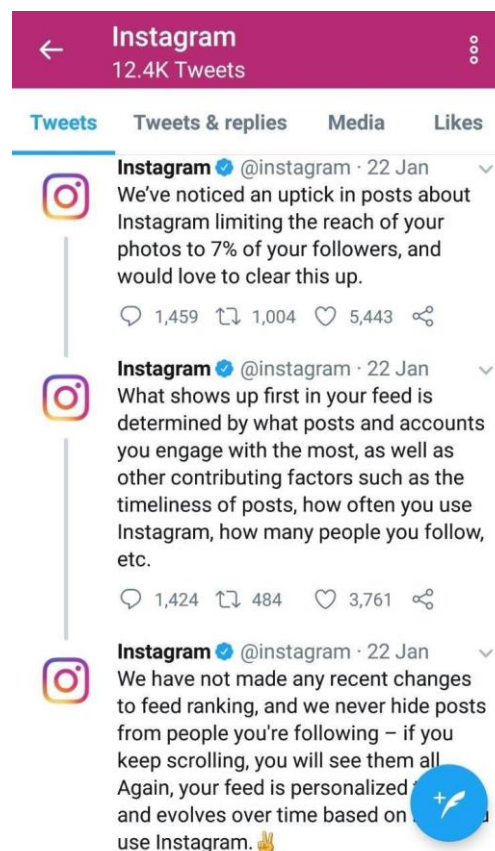 Instagram
12.4K Tweets
Tweets Tweets & replies Media Likes
Instagram @instagram · 22 Jan
We’ve noticed an uptick in posts about
Instagram limiting the reach of your
photos to 7% of your followers, and
would love to clear this up.
1,459 1,004 5,443
Instagram @instagram · 22 Jan
What shows up first in your feed is
determined by what posts and accounts
you engage with the most, as well as
other contributing factors such as the
timeliness of posts, how often you use
Instagram, how many people you follow,
etc.
1,424 484 3,761
Instagram @instagram · 22 Jan
We have not made any recent changes
to feed ranking, and we never hide posts
from people you're following – if you
keep scrolling, you will see them all
Again, your feed is personalized
and evolves over time based on
use Instagram. ✌️